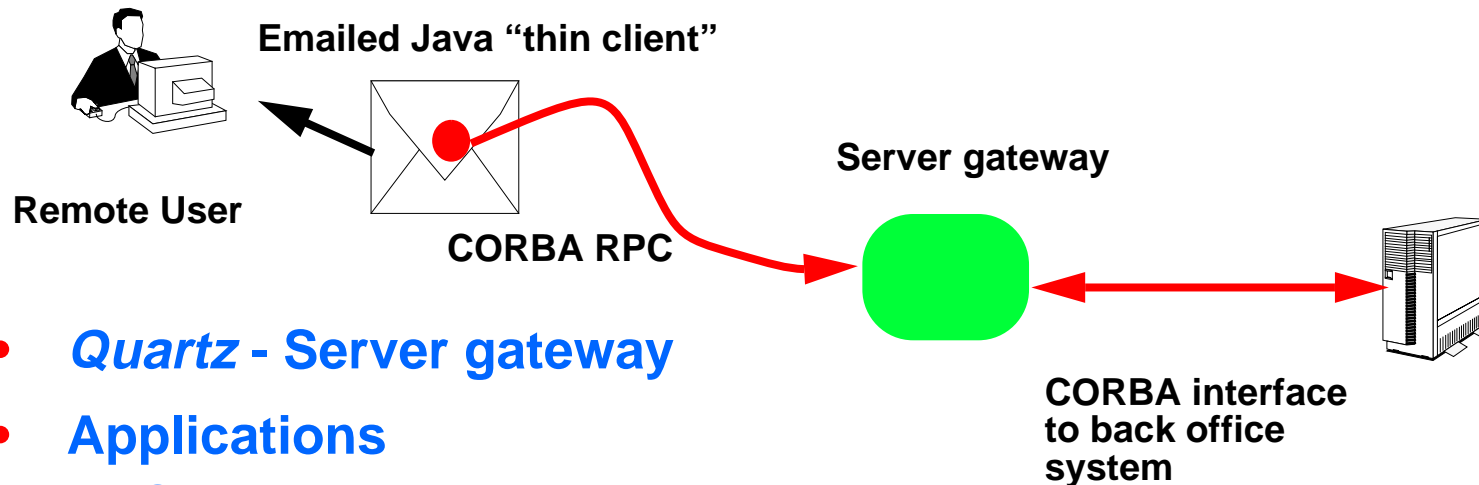 Emailed Java “thin client”
Remote User
CORBA RPC
Server gateway
CORBA interface
to back office
system
• Quartz - Server gateway
• Applications